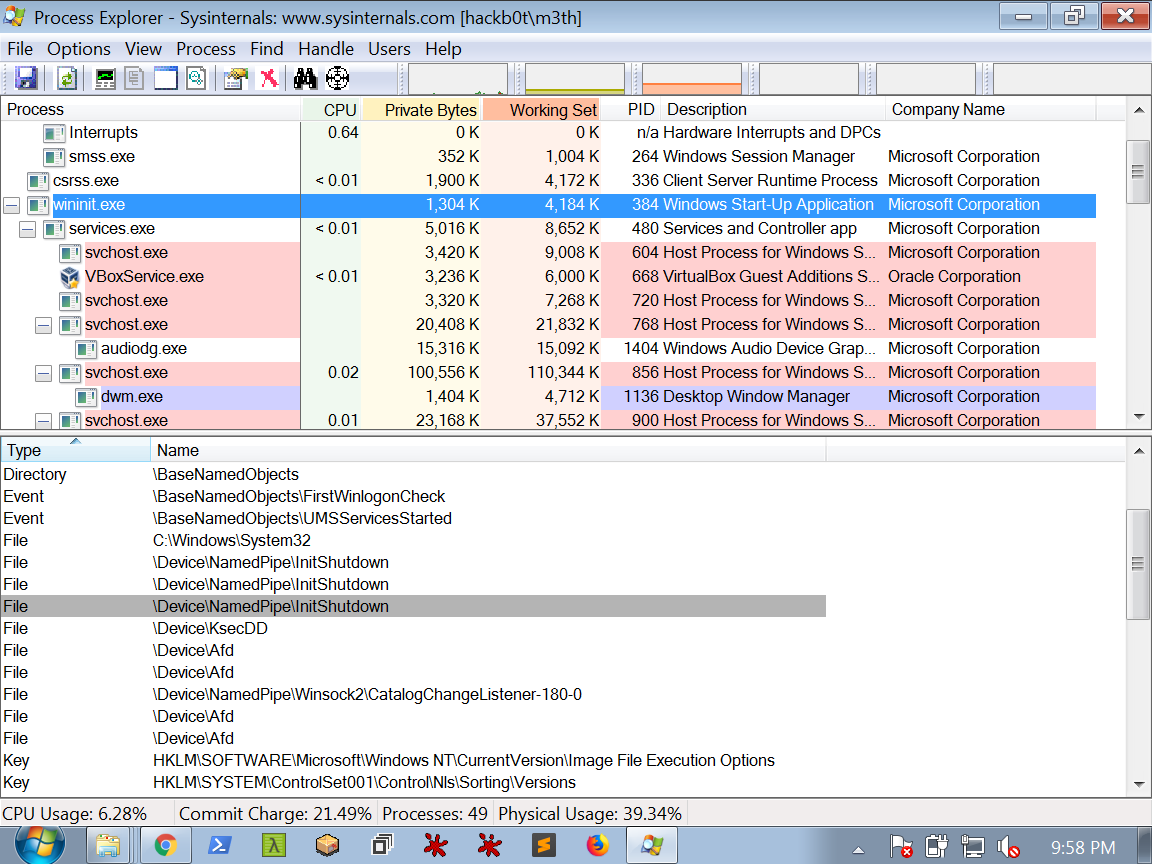 Process Explorer - Sysinternals: www.sysinternals.com [hackb0t\m3th]
File Options View Process Find Handle Users Help
Process CPU Private Bytes Working Set PID Description Company Name
Interrupts 0.64 0 K 0 K n/a Hardware Interrupts and DPCs
smss.exe 352 K 1,004 K 264 Windows Session Manager Microsoft Corporation
csrss.exe < 0.01 1,900 K 4,172 K 336 Client Server Runtime Process Microsoft Corporation
wininit.exe 1,304 K 4,184 K 384 Windows Start-Up Application Microsoft Corporation
services.exe < 0.01 5,016 K 8,652 K 480 Services and Controller app Microsoft Corporation
svchost.exe 3,420 K 9,008 K 604 Host Process for Windows S... Microsoft Corporation
VBoxService.exe < 0.01 3,236 K 6,000 K 668 VirtualBox Guest Additions S... Oracle Corporation
svchost.exe 3,320 K 7,268 K 720 Host Process for Windows S... Microsoft Corporation
svchost.exe 20,408 K 21,832 K 768 Host Process for Windows S... Microsoft Corporation
audiodg.exe 15,316 K 15,092 K 1404 Windows Audio Device Grap... Microsoft Corporation
svchost.exe 0.02 100,556 K 110,344 K 856 Host Process for Windows S... Microsoft Corporation
dwm.exe 1,404 K 4,712 K 1136 Desktop Window Manager Microsoft Corporation
svchost.exe 0.01 23,168 K 37,552 K 900 Host Process for Windows S... Microsoft Corporation
Type Name
Directory \BaseNamedObjects
Event \BaseNamedObjects\FirstWinlogonCheck
Event \BaseNamedObjects\UMSServicesStarted
File C:\Windows\System32
File \Device\NamedPipe\InitShutdown
File \Device\NamedPipe\InitShutdown
File \Device\NamedPipe\InitShutdown
File \Device\KsecDD
File \Device\Afd
File \Device\Afd
File \Device\NamedPipe\Winsock2\CatalogChangeListener-180-0
File \Device\Afd
File \Device\Afd
Key HKLM\SOFTWARE\Microsoft\Windows NT\CurrentVersion\Image File Execution Options
Key HKLM\SYSTEM\ControlSet001\Control\Nls\Sorting\Versions
CPU Usage: 6.28% Commit Charge: 21.49% Processes: 49 Physical Usage: 39.34%
9:58 PM